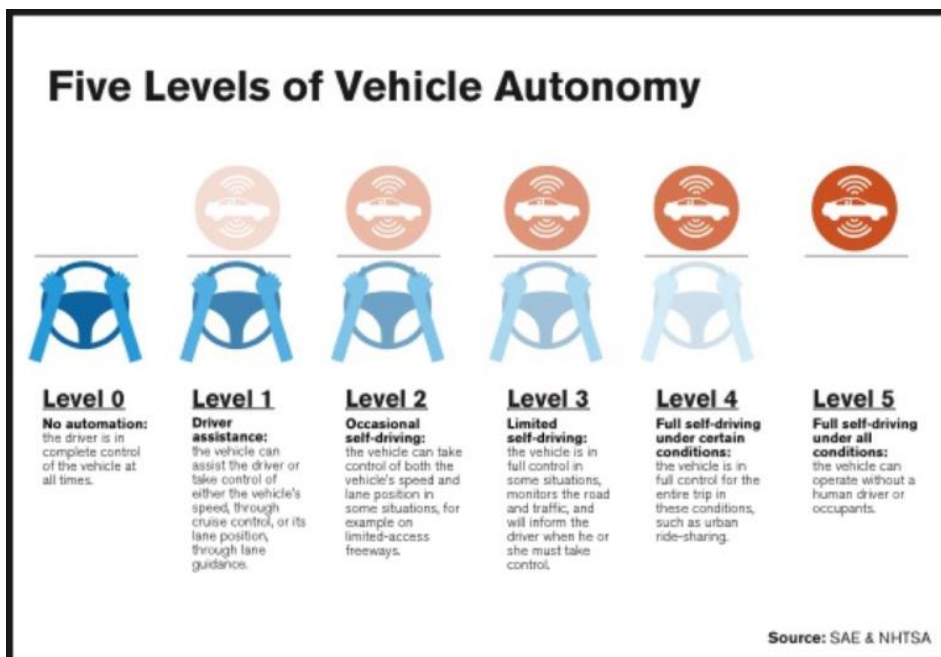 Five Levels of Vehicle Autonomy
Level 0
No automation:
the driver is in
complete control
of the vehicle at
all times.
Level 1
Driver
assistance:
the vehicle can
assist the driver or
take control of
either the vehicle's
speed, through
cruise control, or its
lane position,
through lane
guidance.
Level 2
Occasional
self-driving:
the vehicle can take
control of both the
vehicle's speed and
lane position in
some situations, for
example on
limited-access
freeways.
Level 3
Limited
self-driving:
the vehicle is in
full control in
some situations,
monitors the road
and traffic, and
will inform the
driver when he or
she must take
control.
Level 4
Full self-driving
under certain
conditions:
the vehicle is in
full control for the
entire trip in
these conditions,
such as urban
ride-sharing.
Level 5
Full self-driving
under all
conditions:
the vehicle can
operate without a
human driver or
occupants.
Source: SAE & NHTSA